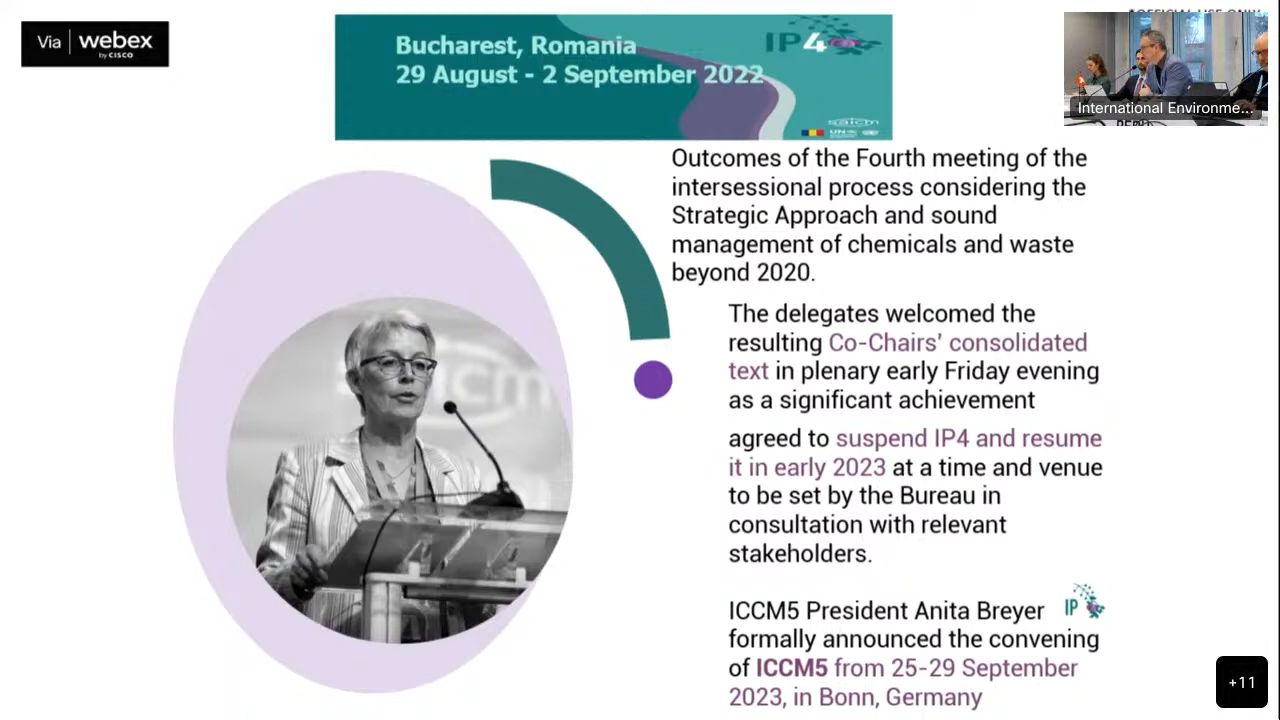 Via webex
by CISCO
Bucharest, Romania
29 August - 2 September 2022
IP4
saicm
International Environme...
Outcomes of the Fourth meeting of the
intersessional process considering the
Strategic Approach and sound
management of chemicals and waste
beyond 2020.
The delegates welcomed the
resulting Co-Chairs' consolidated
text in plenary early Friday evening
as a significant achievement
agreed to suspend IP4 and resume
it in early 2023 at a time and venue
to be set by the Bureau in
consultation with relevant
stakeholders.
saicm
ICCM5 President Anita Breyer
IP
formally announced the convening
of ICCM5 from 25-29 September
2023, in Bonn, Germany
+11